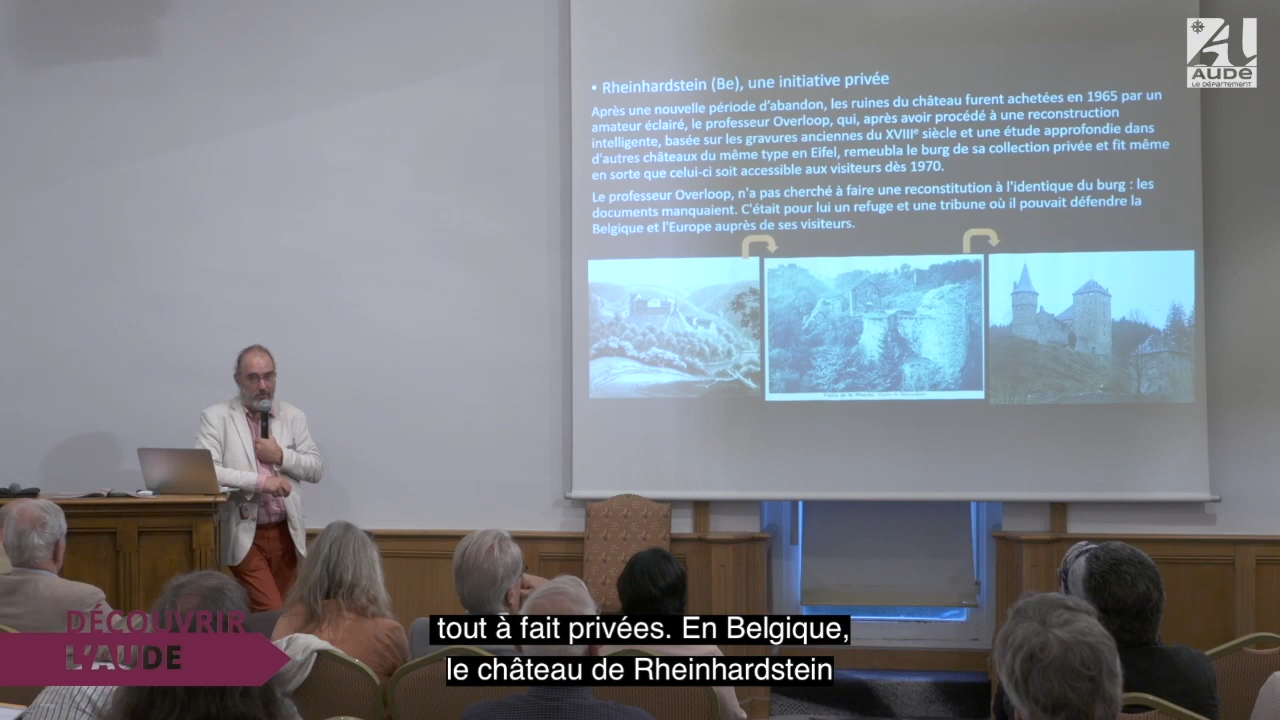 AUDE
LE DÉPARTEMENT
• Rheinhardstein (Be), une initiative privée
Après une nouvelle période d'abandon, les ruines du château furent achetées en 1965 par un
amateur éclairé, le professeur Overloop, qui, après avoir procédé à une reconstruction
intelligente, basée sur les gravures anciennes du XVIIIe siècle et une étude approfondie dans
d'autres châteaux du même type en Eifel, remeubla le burg de sa collection privée et fit même
en sorte que celui-ci soit accessible aux visiteurs dès 1970.
Le professeur Overloop, n'a pas cherché à faire une reconstitution à l'identique du burg : les
documents manquaient. C'était pour lui un refuge et une tribune où il pouvait défendre la
Belgique et l'Europe auprès de ses visiteurs.
DÉCOUVRIR
L'AUDE
tout à fait privées. En Belgique,
le château de Rheinhardstein